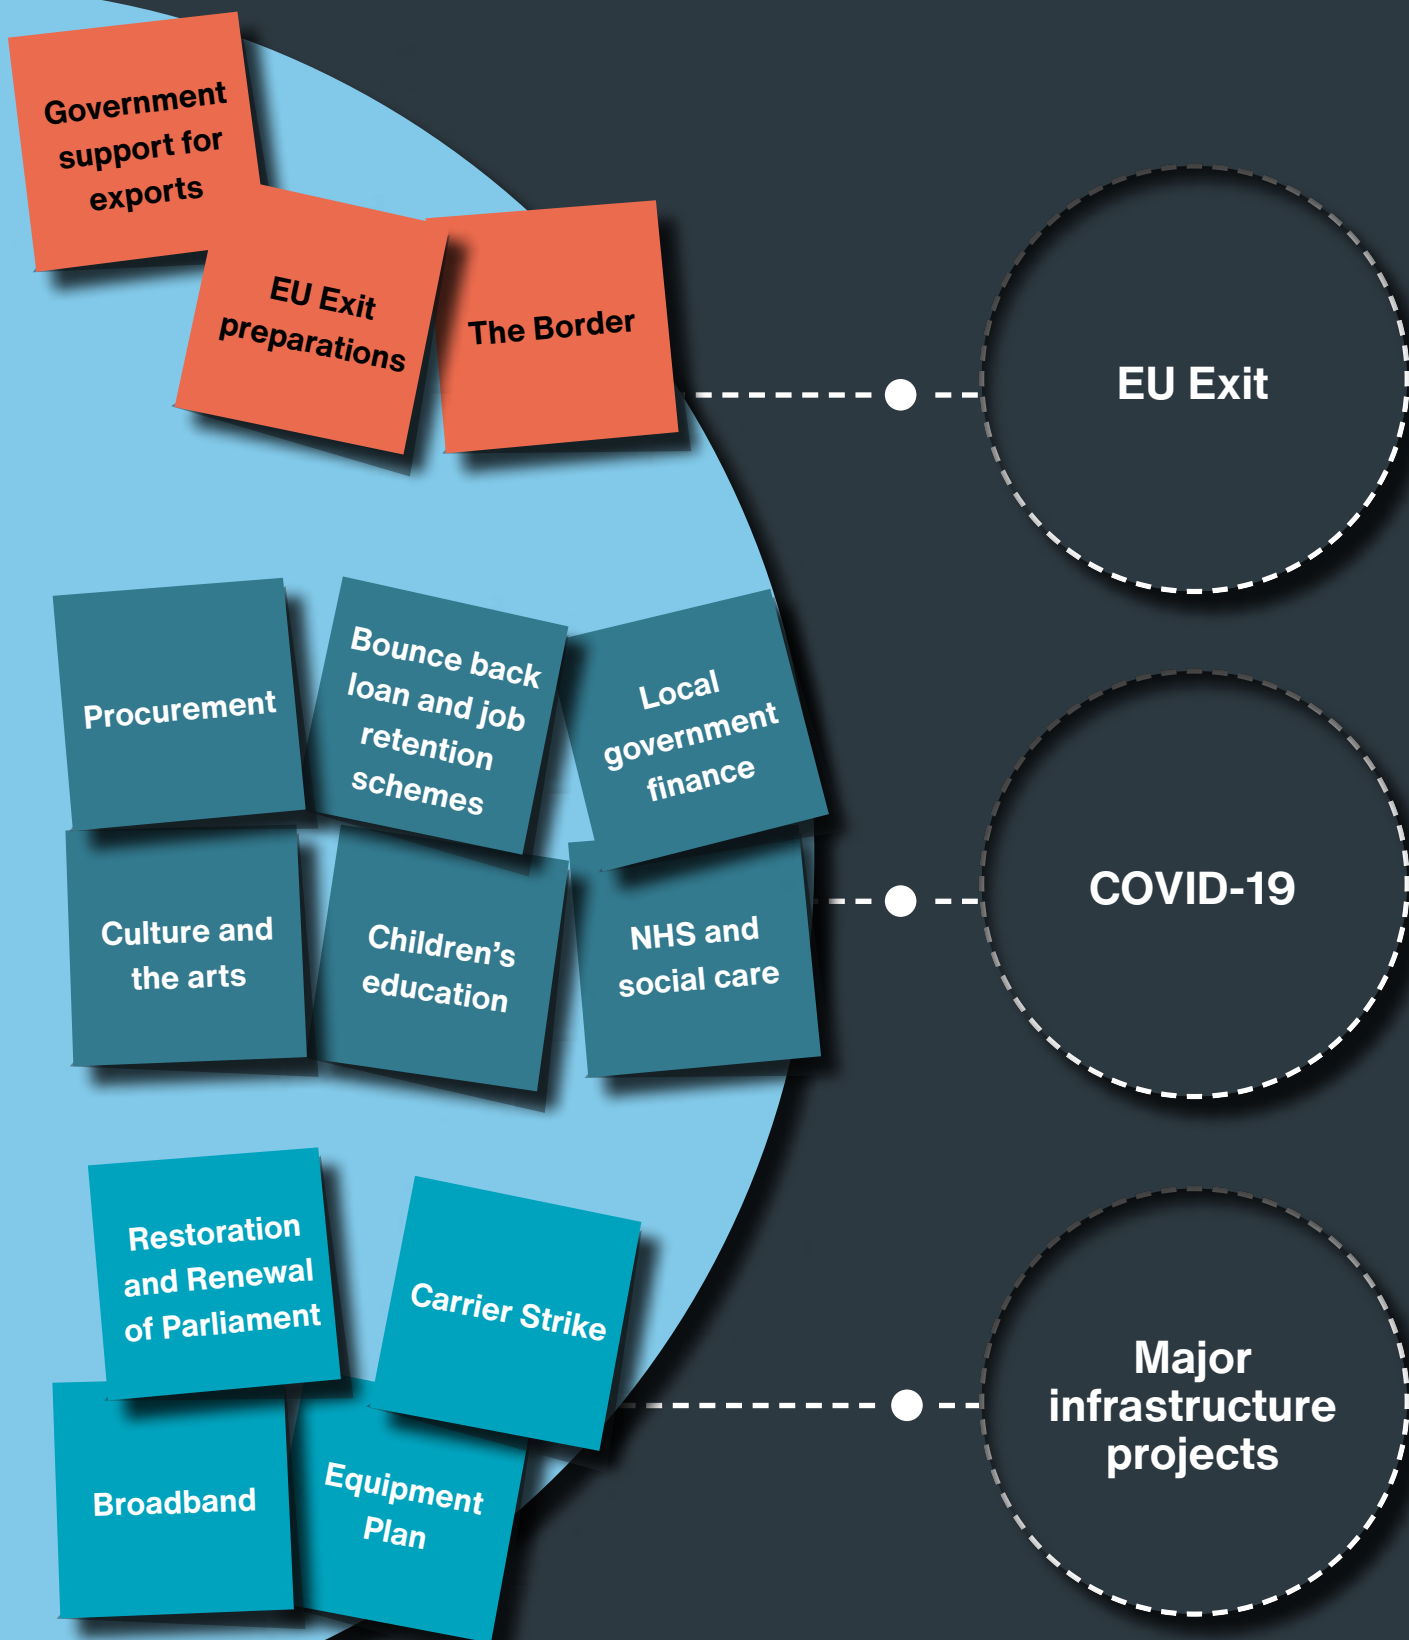 Government
support for
exports
EU Exit
preparations
The Border
EU Exit
Procurement
Bounce back
loan and job
retention
schemes
Local
government
finance
Culture and
the arts
Children’s
education
NHS and
social care
COVID-19
Restoration
and Renewal
of Parliament
Carrier Strike
Broadband
Equipment
Plan
Major
infrastructure
projects